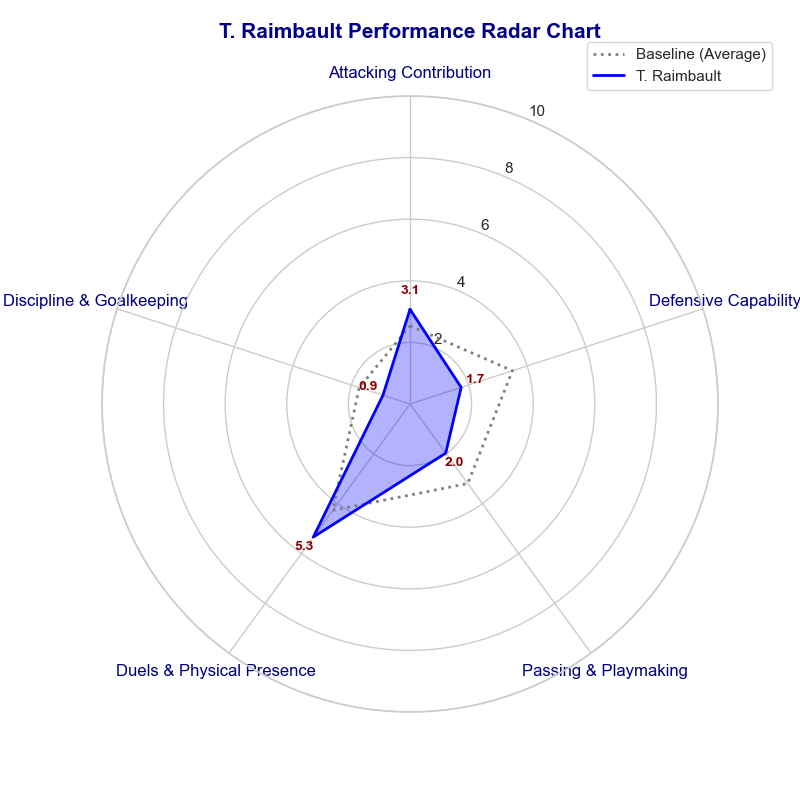 T. Raimbault Performance Radar Chart
Baseline (Average)
T. Raimbault
Attacking Contribution
10
8
6
4
2
3.1
Discipline & Goalkeeping
Defensive Capability
0.9
1.7
2.0
5.3
Duels & Physical Presence
Passing & Playmaking